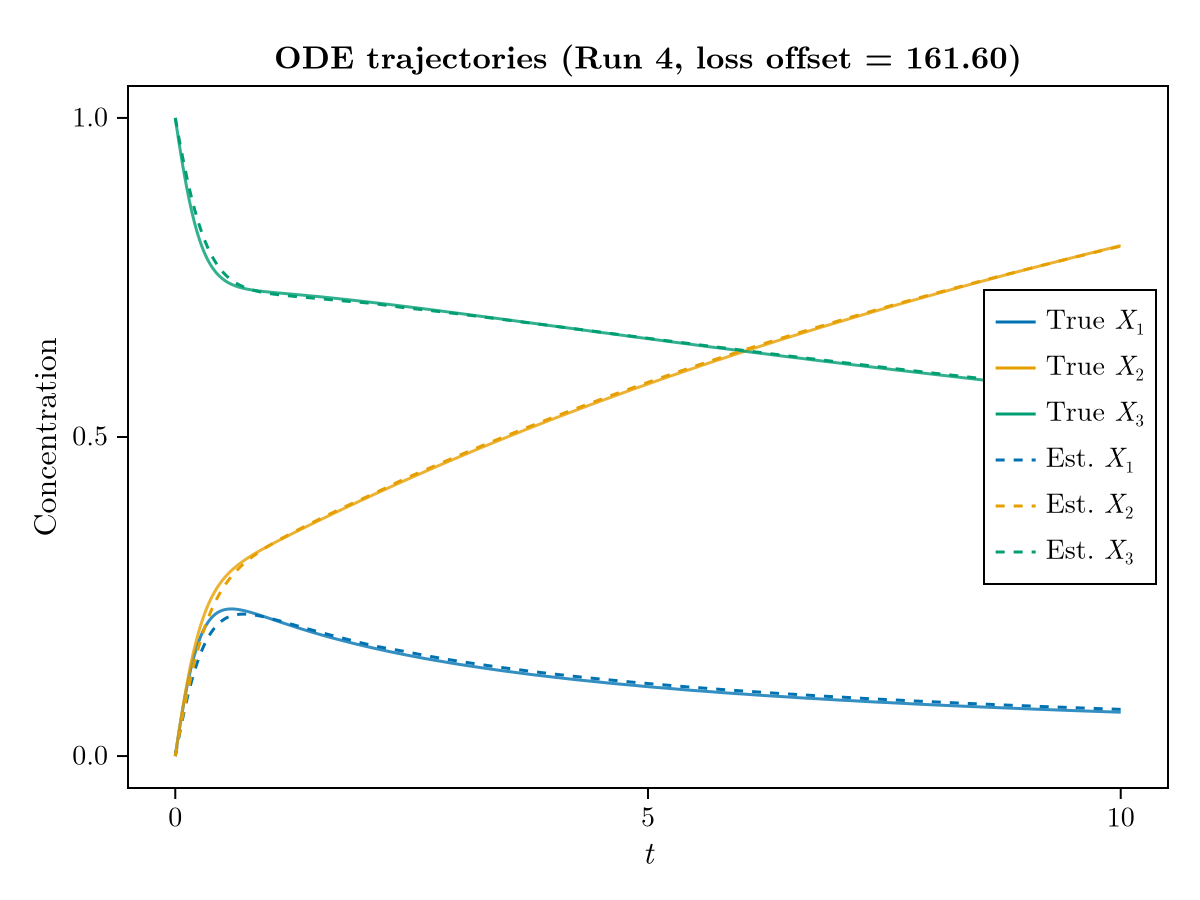 ODE trajectories (Run 4, loss offset = 161.60)
1.0
0.5
0.0
Concentration
0
5
10
t
True X₁
True X₂
True X₃
Est. X₁
Est. X₂
Est. X₃